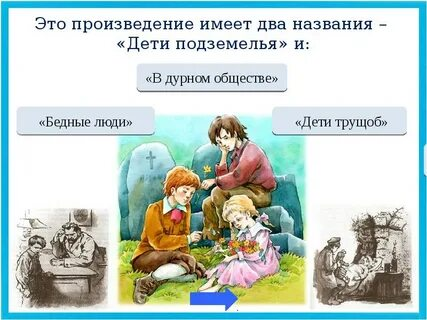 Это произведение имеет два названия –
«Дети подземелья» и:
«В дурном обществе»
«Бедные люди»
«Дети трущоб»